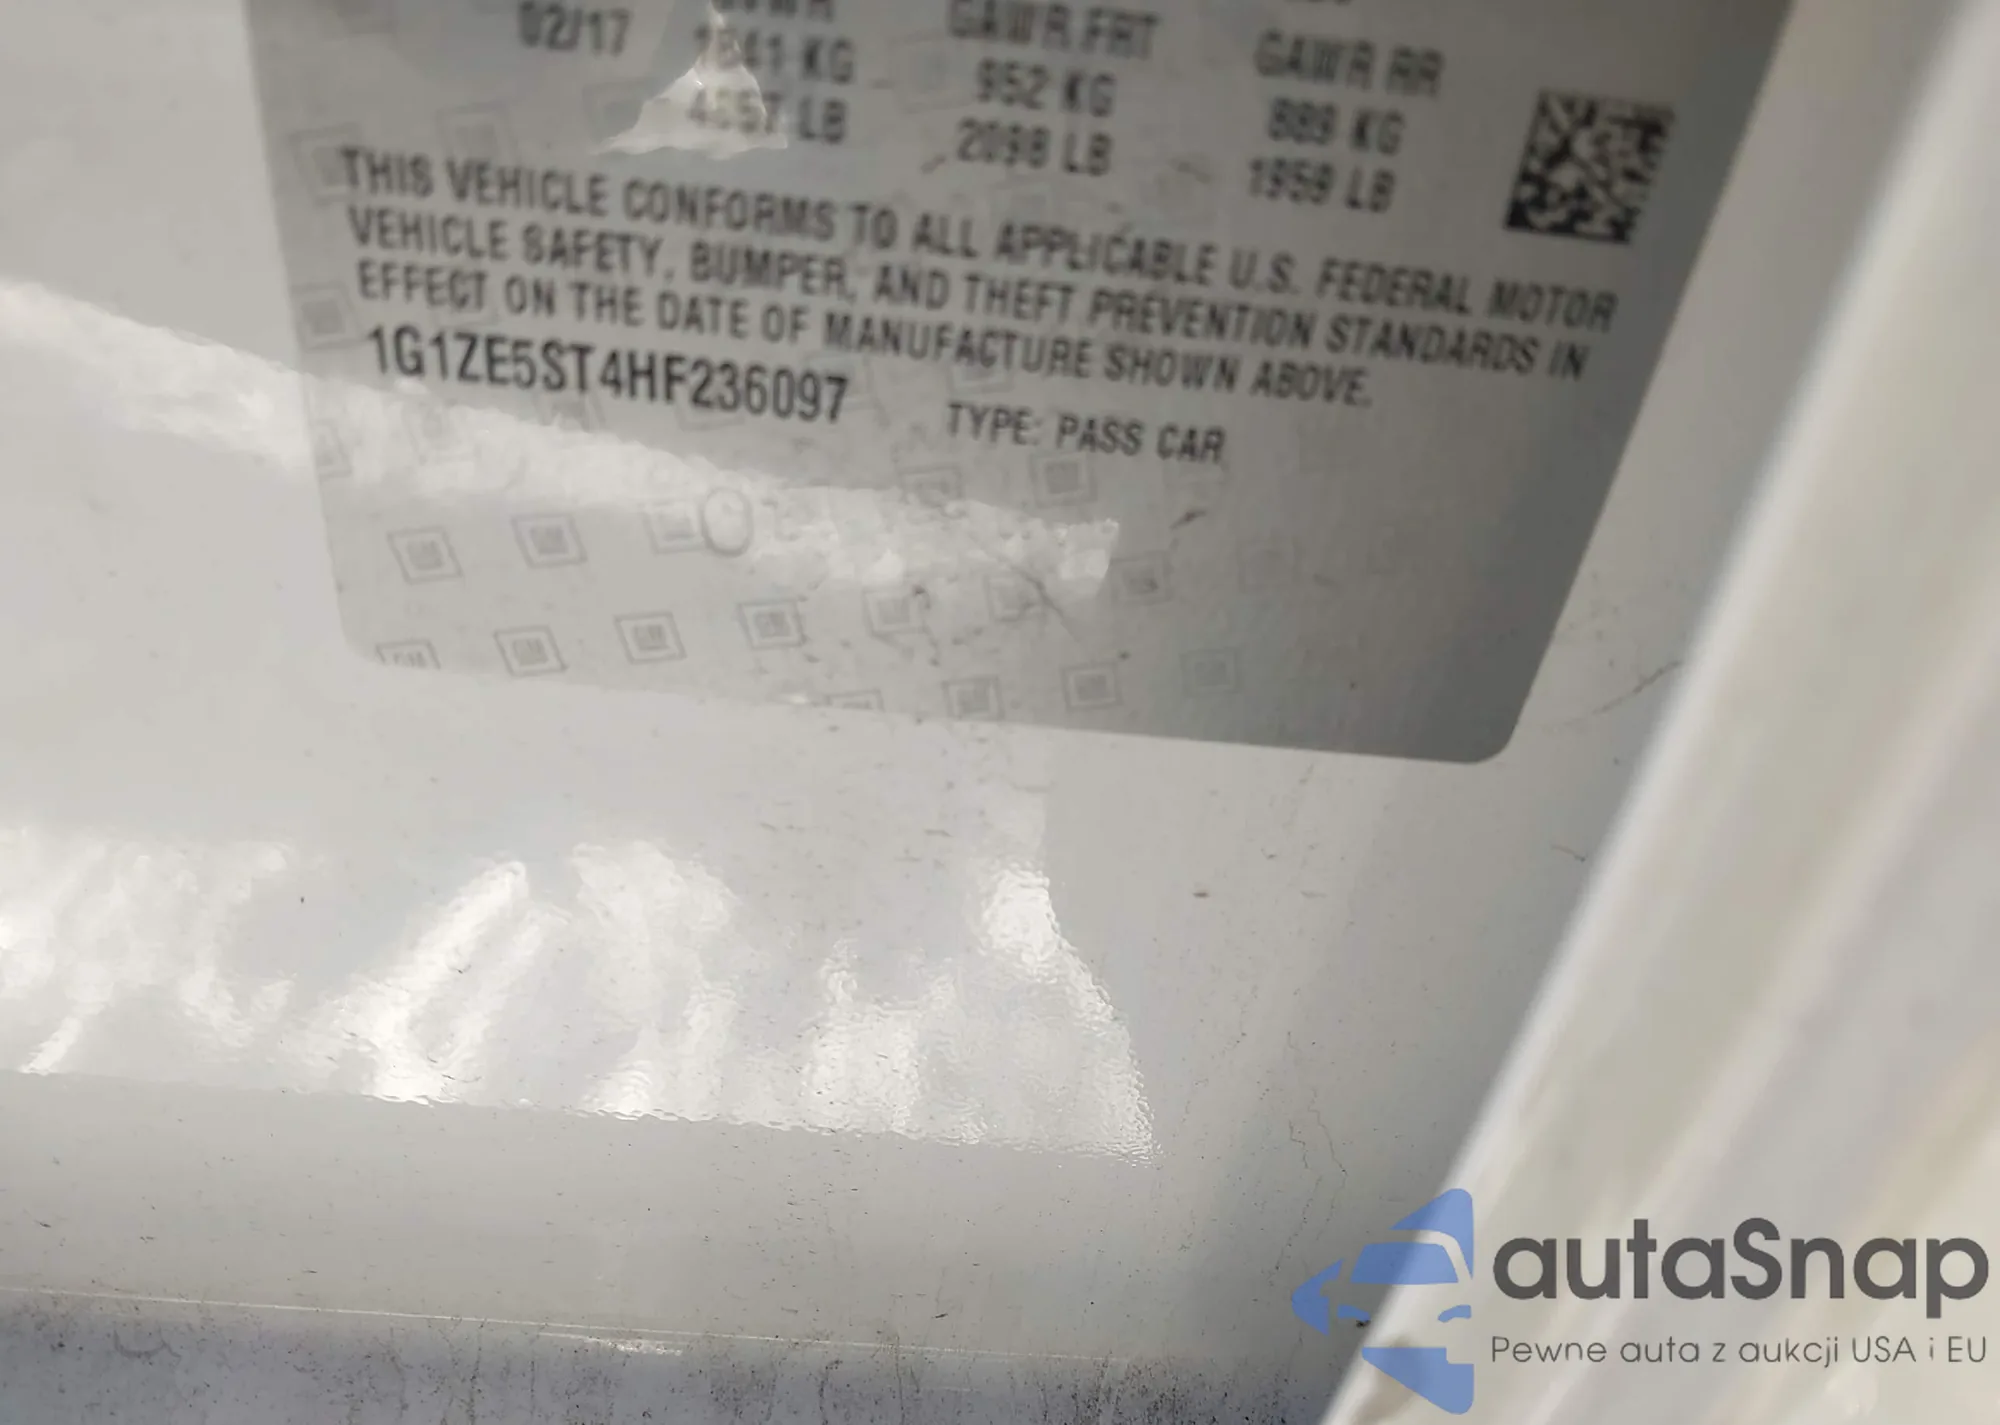 02/17 GAWR FRT GAWR RR
1841 KG 952 KG 889 KG
4057 LB 2098 LB 1959 LB
THIS VEHICLE CONFORMS TO ALL APPLICABLE U.S. FEDERAL MOTOR
VEHICLE SAFETY, BUMPER, AND THEFT PREVENTION STANDARDS IN
EFFECT ON THE DATE OF MANUFACTURE SHOWN ABOVE.
1G1ZE5ST4HF236097 TYPE: PASS CAR
autaSnap
Pewne auta z aukcji USA i EU